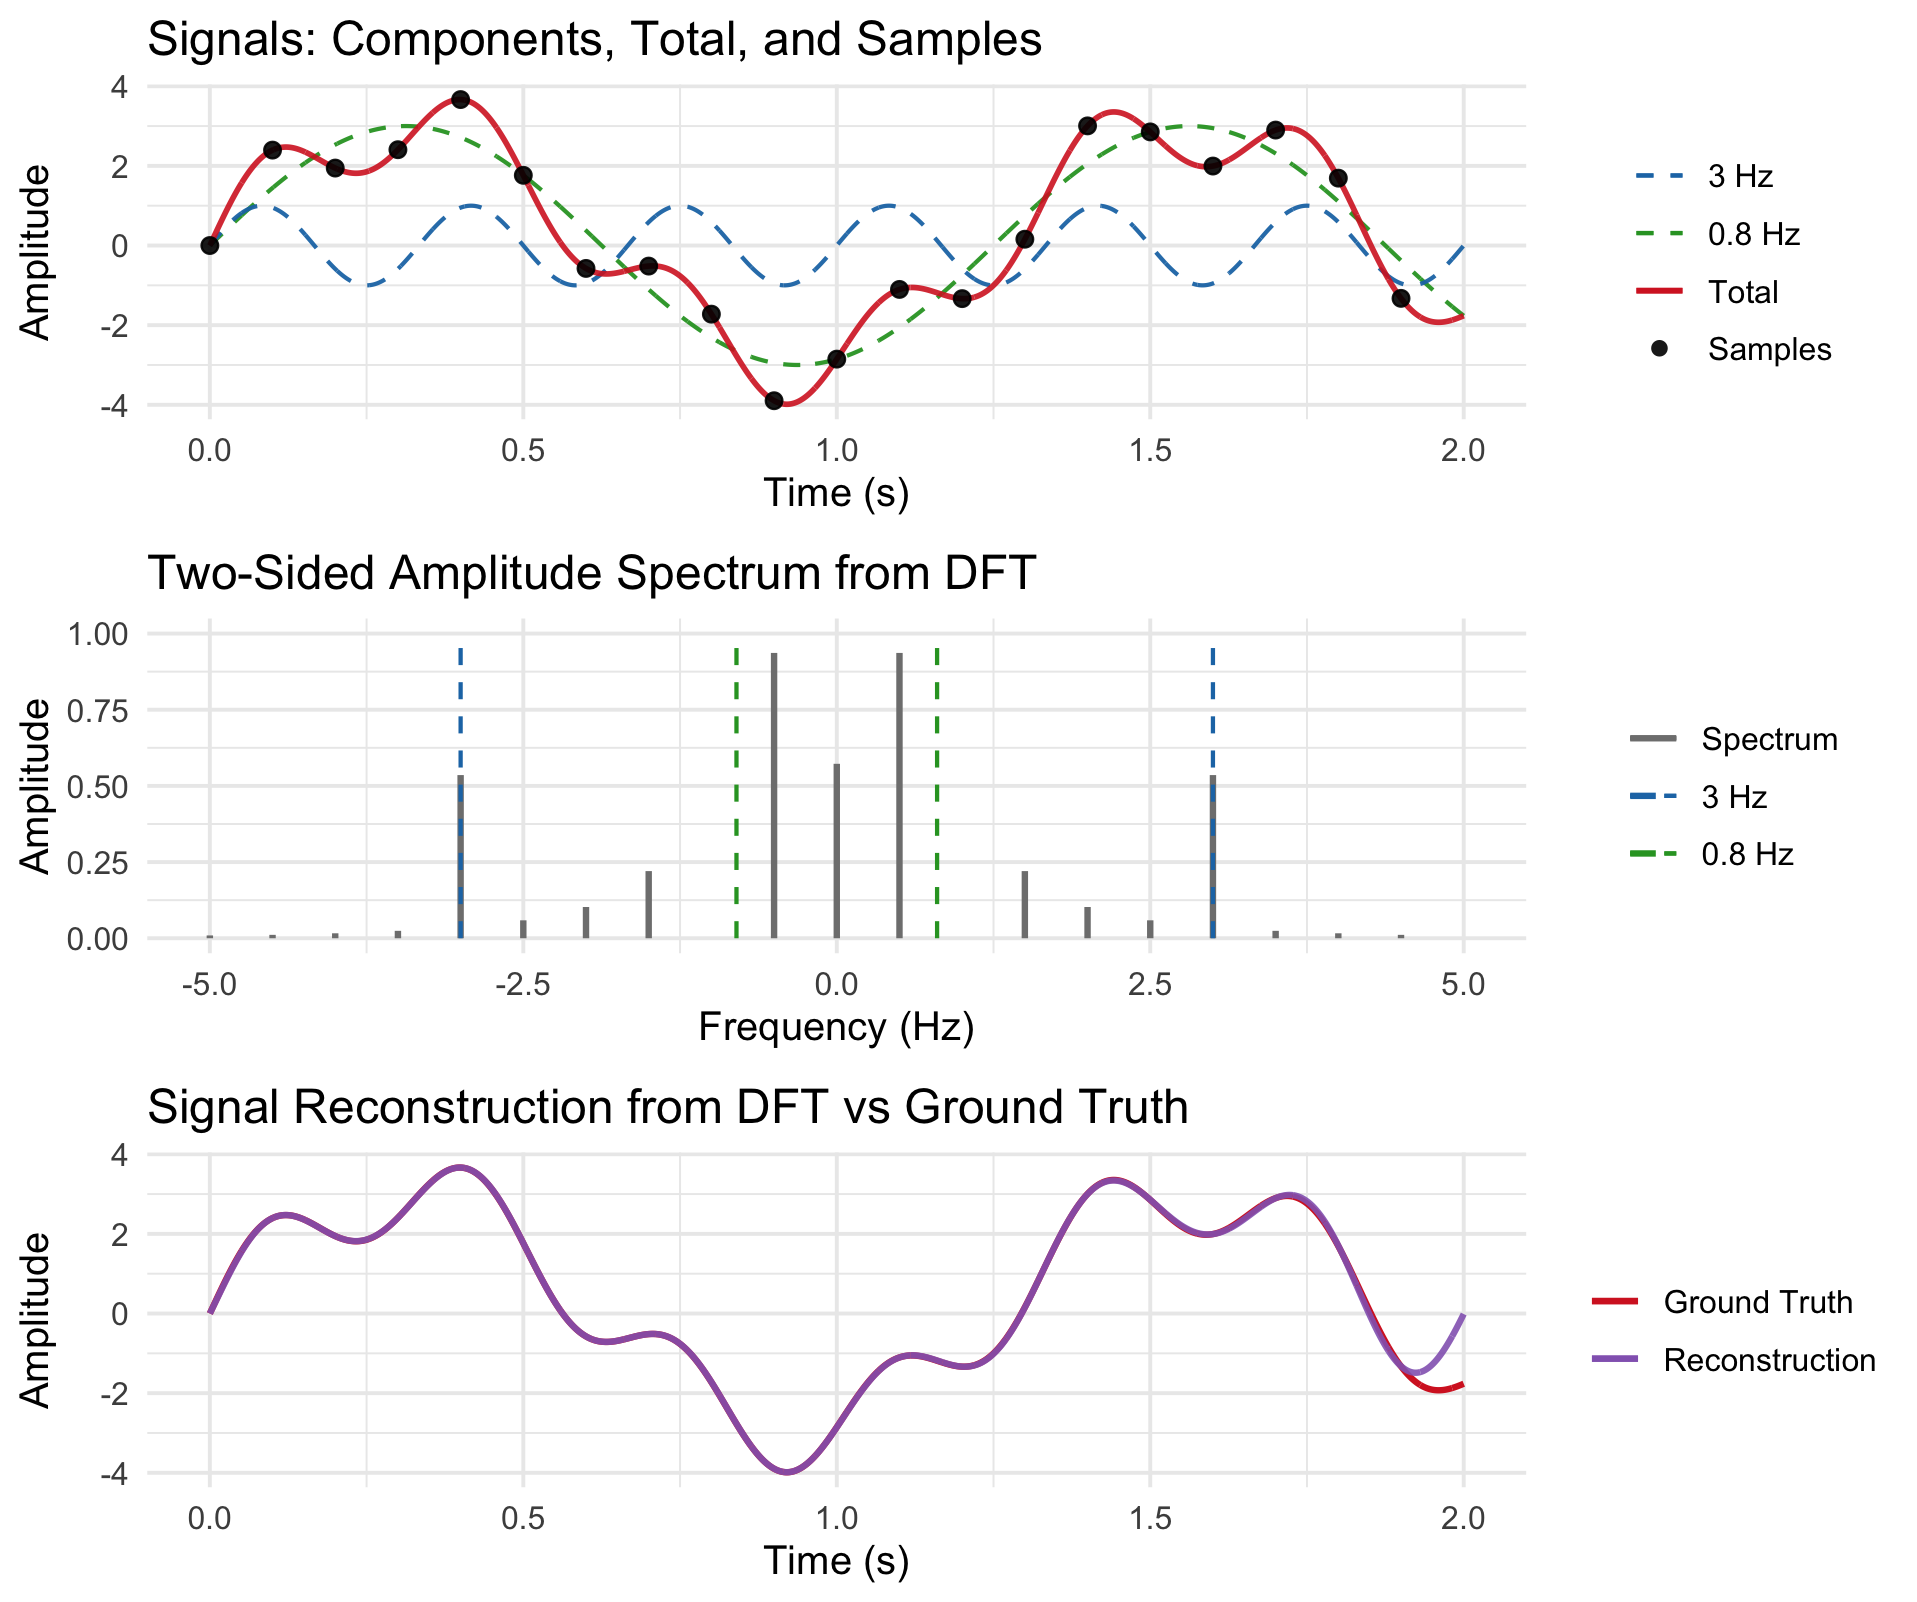 Signals: Components, Total, and Samples
Amplitude
4
2
0
-2
-4
0.0 0.5 1.0 1.5 2.0
Time (s)
3 Hz
0.8 Hz
Total
Samples
Two-Sided Amplitude Spectrum from DFT
Amplitude
1.00
0.75
0.50
0.25
0.00
-5.0 -2.5 0.0 2.5 5.0
Frequency (Hz)
Spectrum
3 Hz
0.8 Hz
Signal Reconstruction from DFT vs Ground Truth
Amplitude
4
2
0
-2
-4
0.0 0.5 1.0 1.5 2.0
Time (s)
Ground Truth
Reconstruction